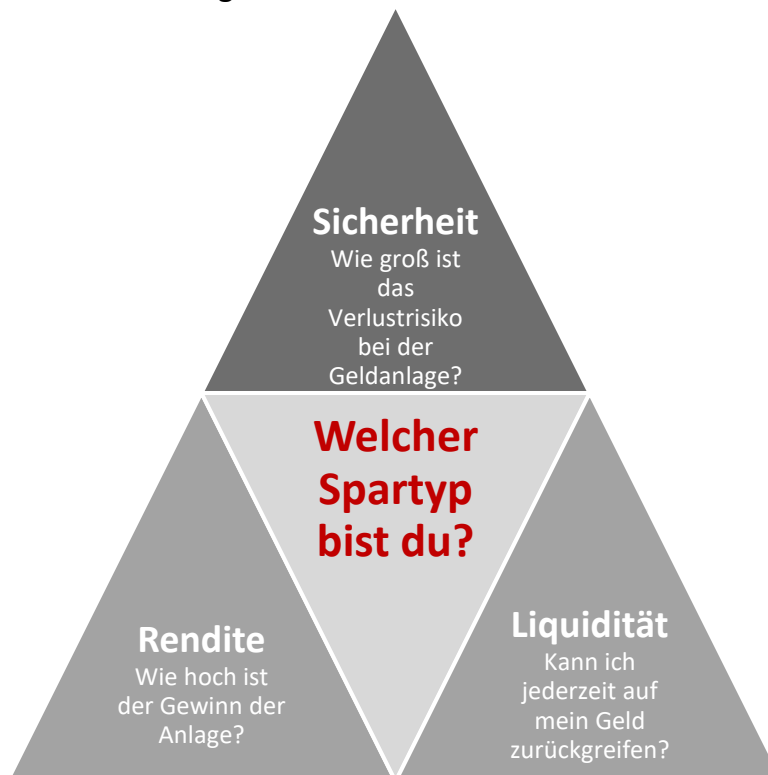 Sicherheit
Wie groß ist
das
Verlustrisiko
bei der
Geldanlage?
Welcher
Spartyp
bist du?
Rendite
Wie hoch ist
der Gewinn der
Anlage?
Liquidität
Kann ich
jederzeit auf
mein Geld
zurückgreifen?